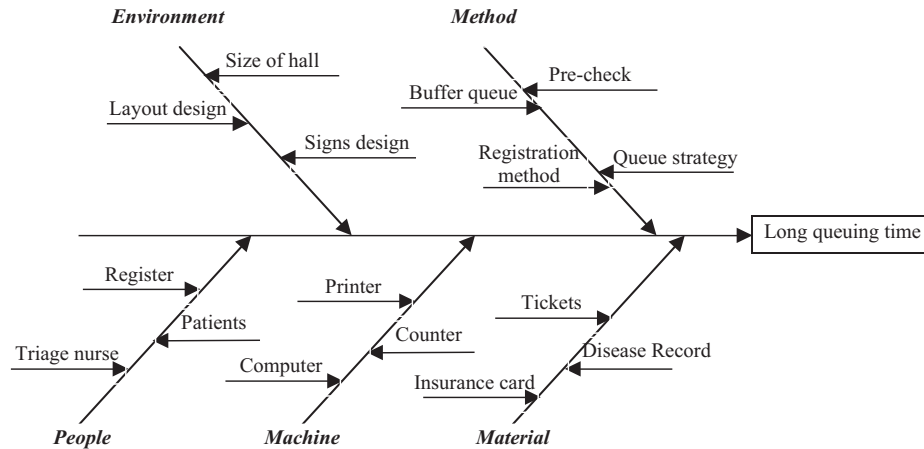 Environment
Method
Size of hall
Pre-check
Buffer queue
Layout design
Signs design
Registration
method
Queue strategy
Long queuing time
Register
Printer
Tickets
Patients
Counter
Triage nurse
Computer
Disease Record
Insurance card
People
Machine
Material